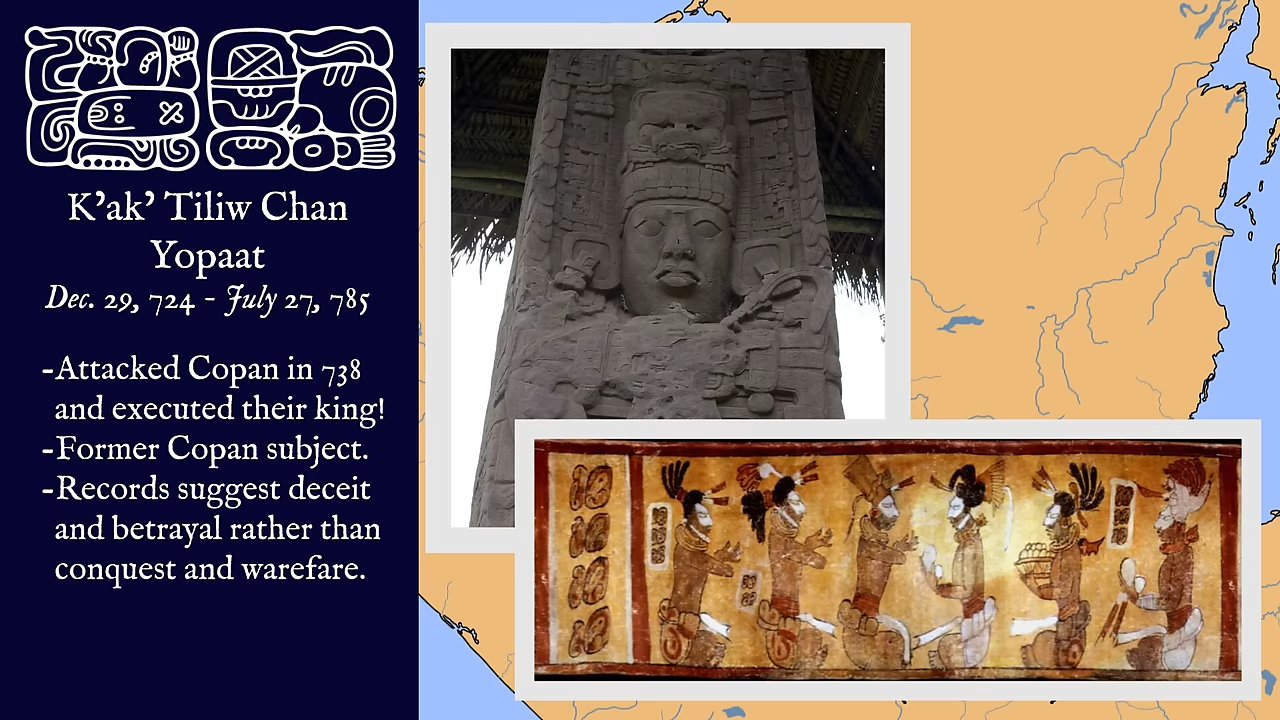 K'ak' Tiliw Chan
Yopaat
Dec. 29, 724 - July 27, 785
-Attacked Copan in 738
and executed their king!
-Former Copan subject.
-Records suggest deceit
and betrayal rather than
conquest and warefare.